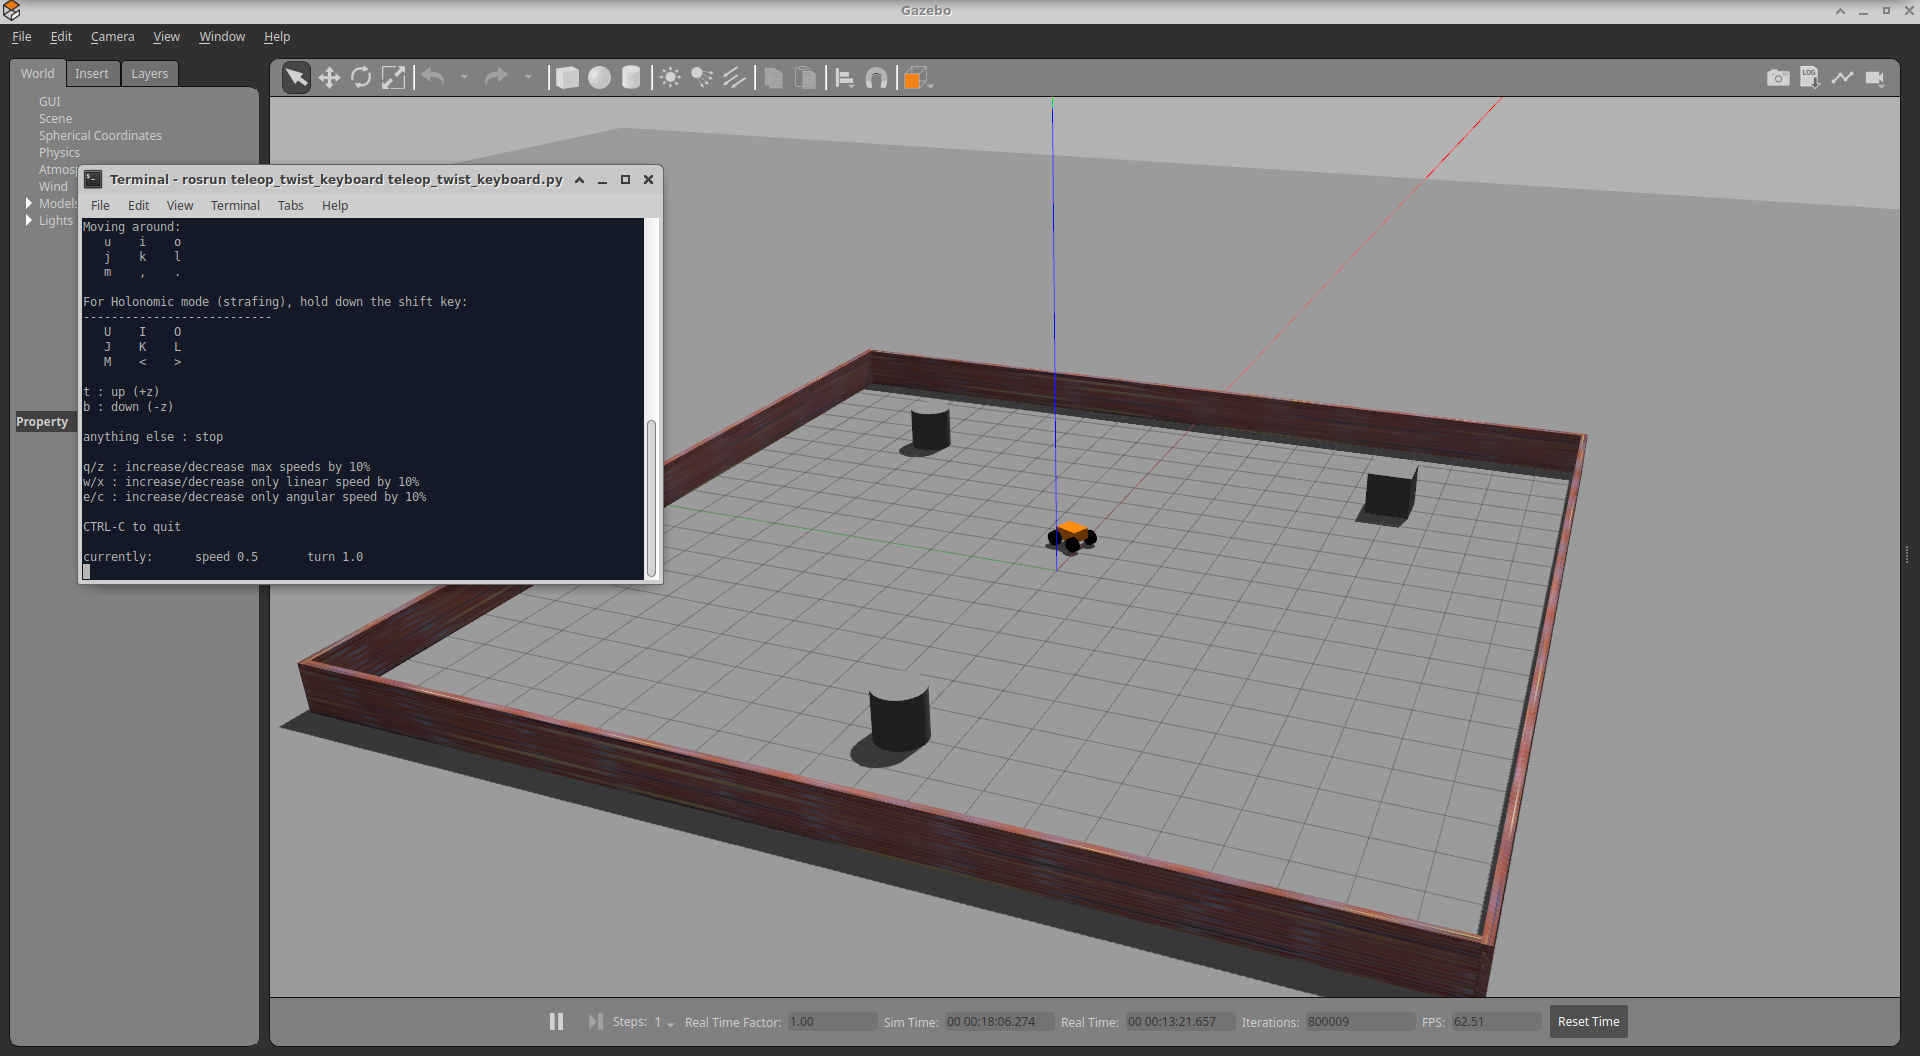 Gazebo
File Edit Camera View Window Help
World Insert Layers
GUI
Scene
Spherical Coordinates
Physics
Atmos
Wind
Models
Lights
Property
LOG
Terminal - rosrun teleop_twist_keyboard teleop_twist_keyboard.py
File Edit View Terminal Tabs Help
Moving around:
u i o
j k l
m , .
For Holonomic mode (strafing), hold down the shift key:
---------------------------
U I O
J K L
M < >
t : up (+z)
b : down (-z)
anything else : stop
q/z : increase/decrease max speeds by 10%
w/x : increase/decrease only linear speed by 10%
e/c : increase/decrease only angular speed by 10%
CTRL-C to quit
currently: speed 0.5 turn 1.0
Steps: 1 Real Time Factor: 1.00 Sim Time: 00 00:18:06.274 Real Time: 00 00:13:21.657 Iterations: 800009 FPS: 62.51 Reset Time